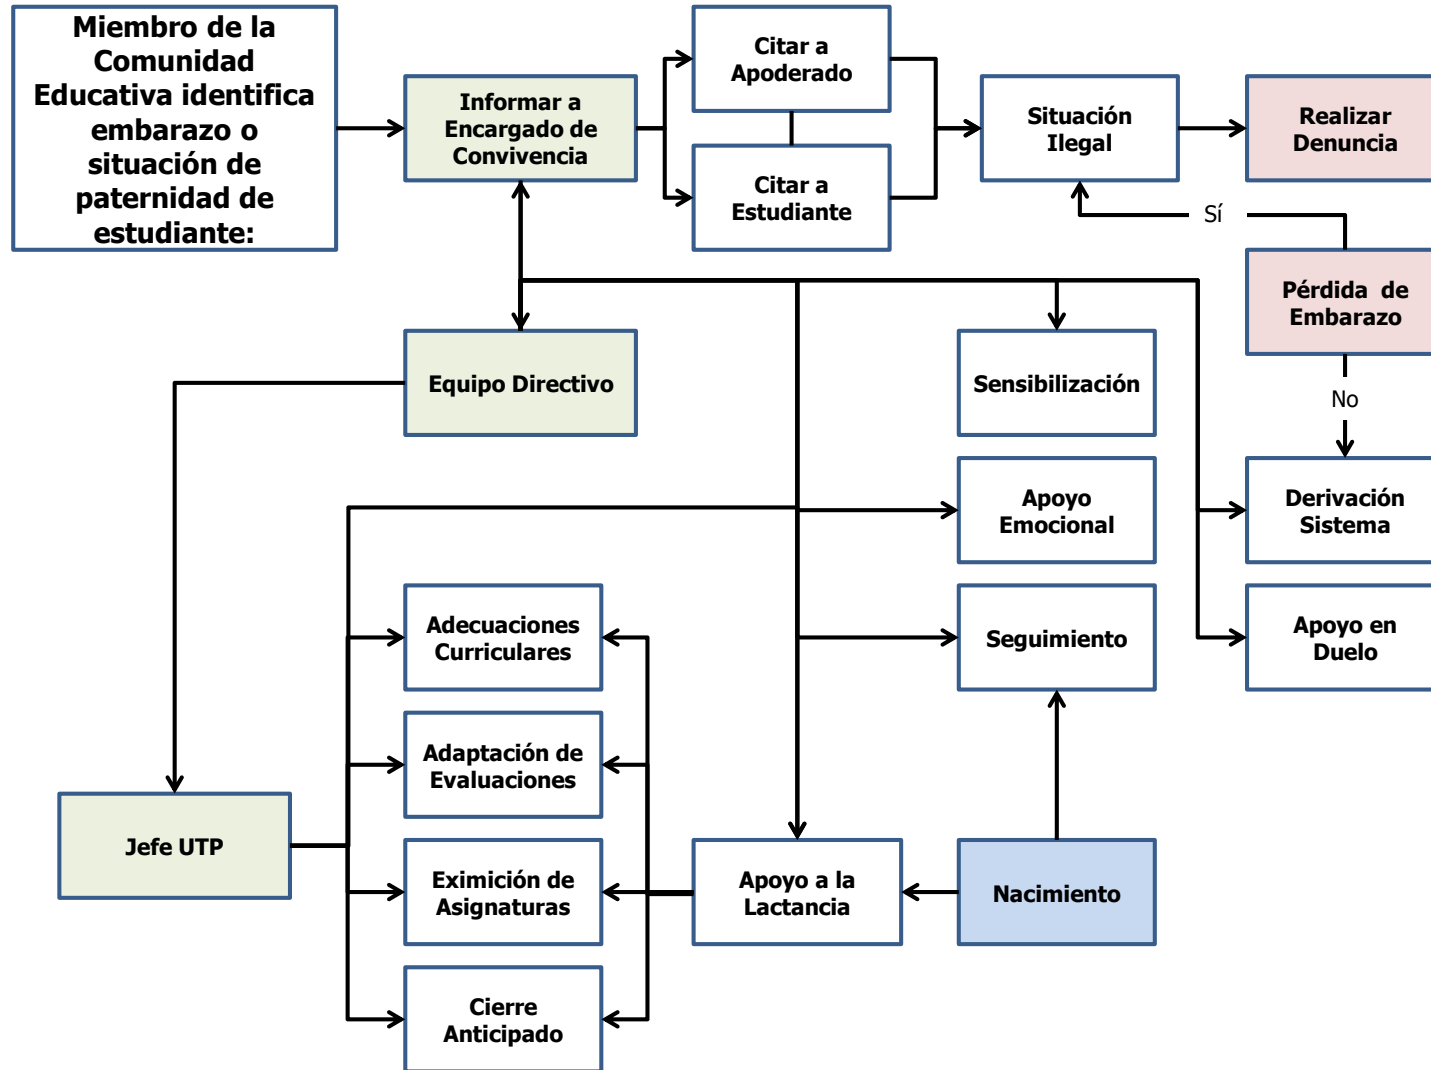 Miembro de la
Comunidad
Educativa identifica
embarazo o
situación de
paternidad de
estudiante:
Informar a
Encargado de
Convivencia
Citar a
Apoderado
Citar a
Estudiante
Situación
Ilegal
Realizar
Denuncia
Sí
Pérdida de
Embarazo
No
Equipo Directivo
Sensibilización
Apoyo
Emocional
Derivación
Sistema
Adecuaciones
Curriculares
Seguimiento
Apoyo en
Duelo
Adaptación de
Evaluaciones
Jefe UTP
Eximición de
Asignaturas
Apoyo a la
Lactancia
Nacimiento
Cierre
Anticipado